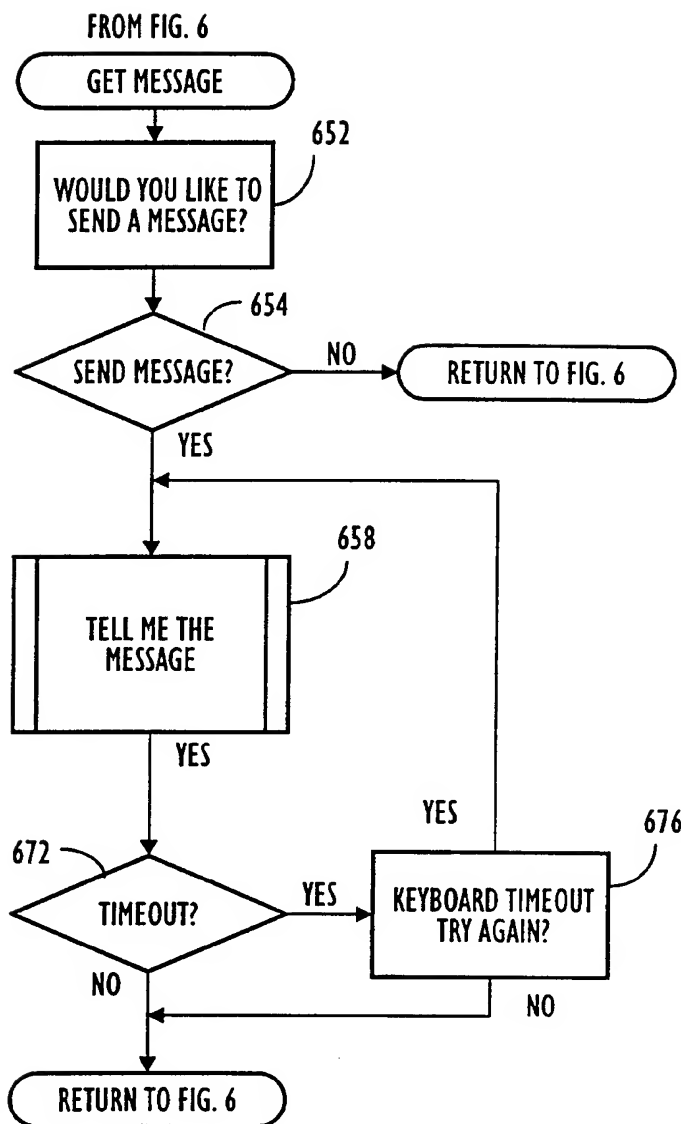 FROM FIG. 6
GET MESSAGE
652
WOULD YOU LIKE TO
SEND A MESSAGE?
654
SEND MESSAGE?
NO
RETURN TO FIG. 6
YES
658
TELL ME THE
MESSAGE
YES
YES
676
672
TIMEOUT?
YES
KEYBOARD TIMEOUT
TRY AGAIN?
NO
NO
RETURN TO FIG. 6